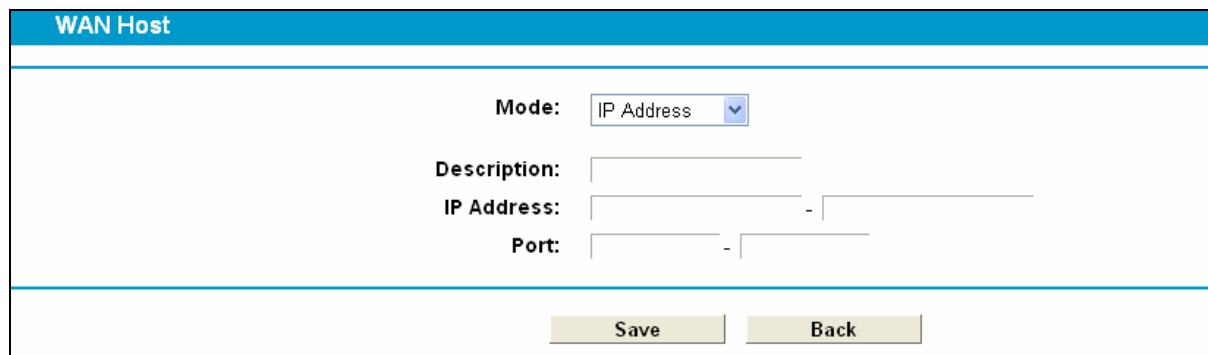 WAN Host
Mode: IP Address
Description:
IP Address: -
Port: -
Save Back